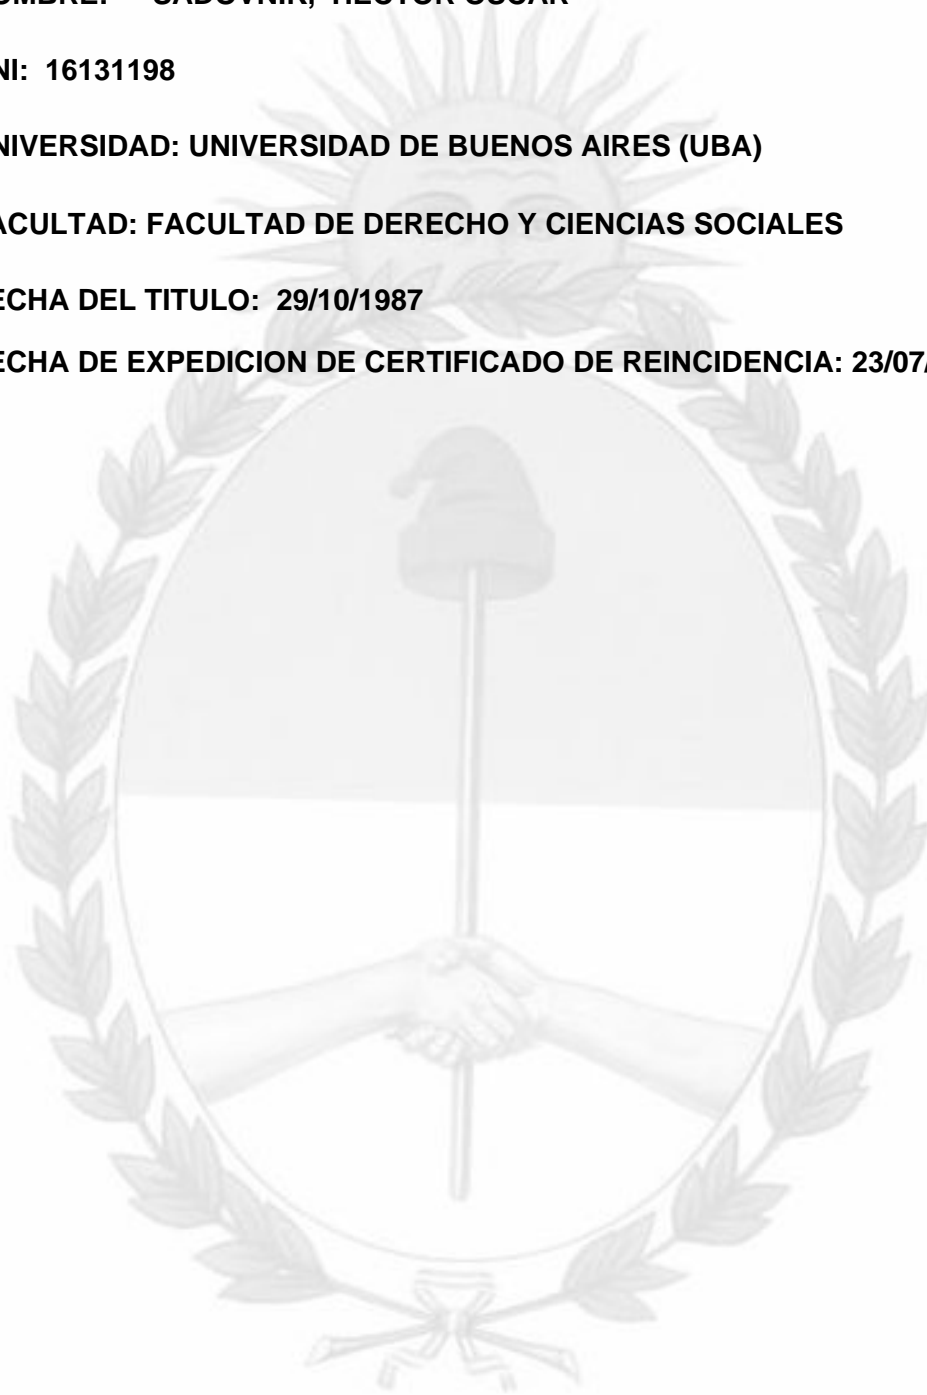 OMBRE: SADOVNIK, HECTOR OSCAR
NI: 16131198
NIVERSIDAD: UNIVERSIDAD DE BUENOS AIRES (UBA)
ACULTAD: FACULTAD DE DERECHO Y CIENCIAS SOCIALES
ECHA DEL TITULO: 29/10/1987
ECHA DE EXPEDICION DE CERTIFICADO DE REINCIDENCIA: 23/07/